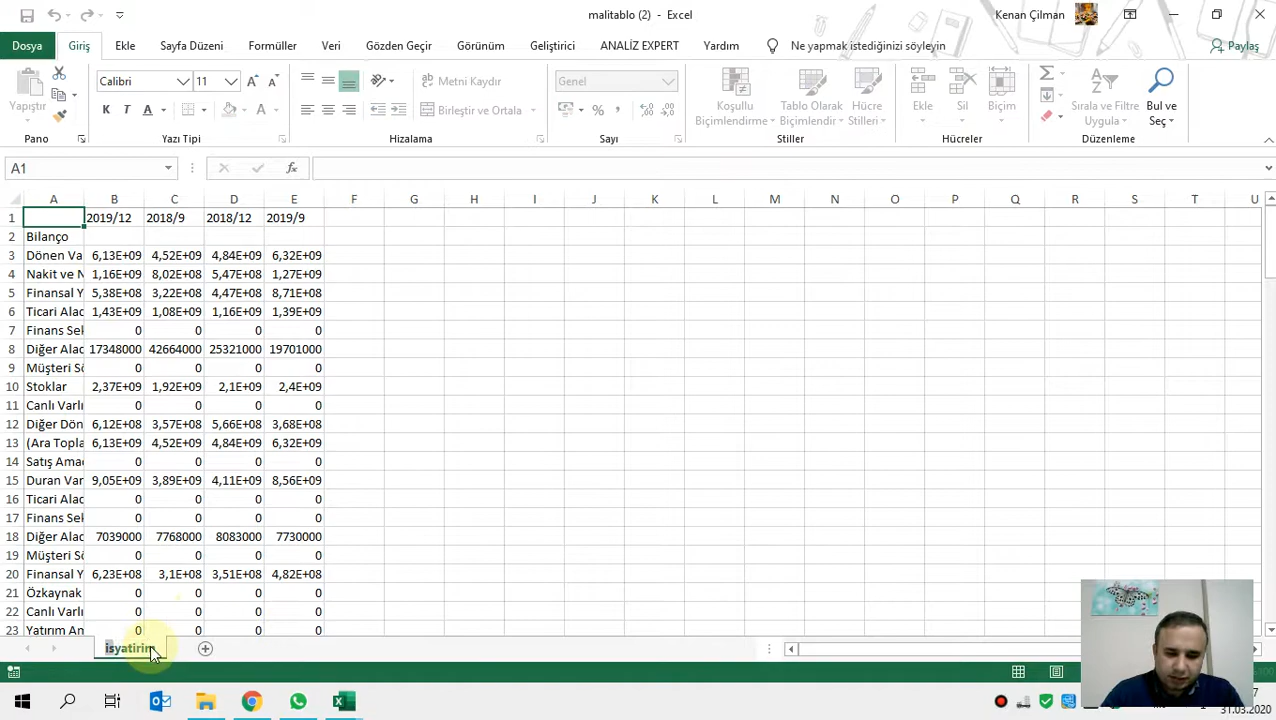 malitablo (2) - Excel
Kenan Çilman
Dosya Giriş Ekle Sayfa Düzeni Formüller Veri Gözden Geçir Görünüm Geliştirici ANALİZ EXPERT Yardım Ne yapmak istediğinizi söyleyin Paylaş
Yapıştır
Pano
Calibri 11
K T A
A
Yazı Tipi
Metni Kaydır
Birleştir ve Ortala
Hizalama
Genel
%
Sayı
Koşullu Biçimlendirme
Tablo Olarak Biçimlendir
Hücre Stilleri
Stiller
Ekle
Sil
Biçim
Hücreler
Sırala ve Filtre Uygula
Bul ve Seç
Düzenleme
A1
fx
A B C D E F G H I J K L M N O P Q R S T U
1 2019/12 2018/9 2018/12 2019/9
2 Bilanço
3 Dönen Va 6,13E+09 4,52E+09 4,84E+09 6,32E+09
4 Nakit ve N 1,16E+09 8,02E+08 5,47E+08 1,27E+09
5 Finansal Y 5,38E+08 3,22E+08 4,47E+08 8,71E+08
6 Ticari Alac 1,43E+09 1,08E+09 1,16E+09 1,39E+09
7 Finans Sek 0 0 0 0
8 Diğer Alac 17348000 42664000 25321000 19701000
9 Müşteri Sö 0 0 0 0
10 Stoklar 2,37E+09 1,92E+09 2,1E+09 2,4E+09
11 Canlı Varlı 0 0 0 0
12 Diğer Dön 6,12E+08 3,57E+08 5,66E+08 3,68E+08
13 (Ara Topla 6,13E+09 4,52E+09 4,84E+09 6,32E+09
14 Satış Amaç 0 0 0 0
15 Duran Var 9,05E+09 3,89E+09 4,11E+09 8,56E+09
16 Ticari Alac 0 0 0 0
17 Finans Sek 0 0 0 0
18 Diğer Alac 7039000 7768000 8083000 7730000
19 Müşteri Sö 0 0 0 0
20 Finansal Y 6,23E+08 3,1E+08 3,51E+08 4,82E+08
21 Özkaynak 0 0 0 0
22 Canlı Varlı 0 0 0 0
23 Yatırım An 0 0 0 0
isyatirim
31.03.2020